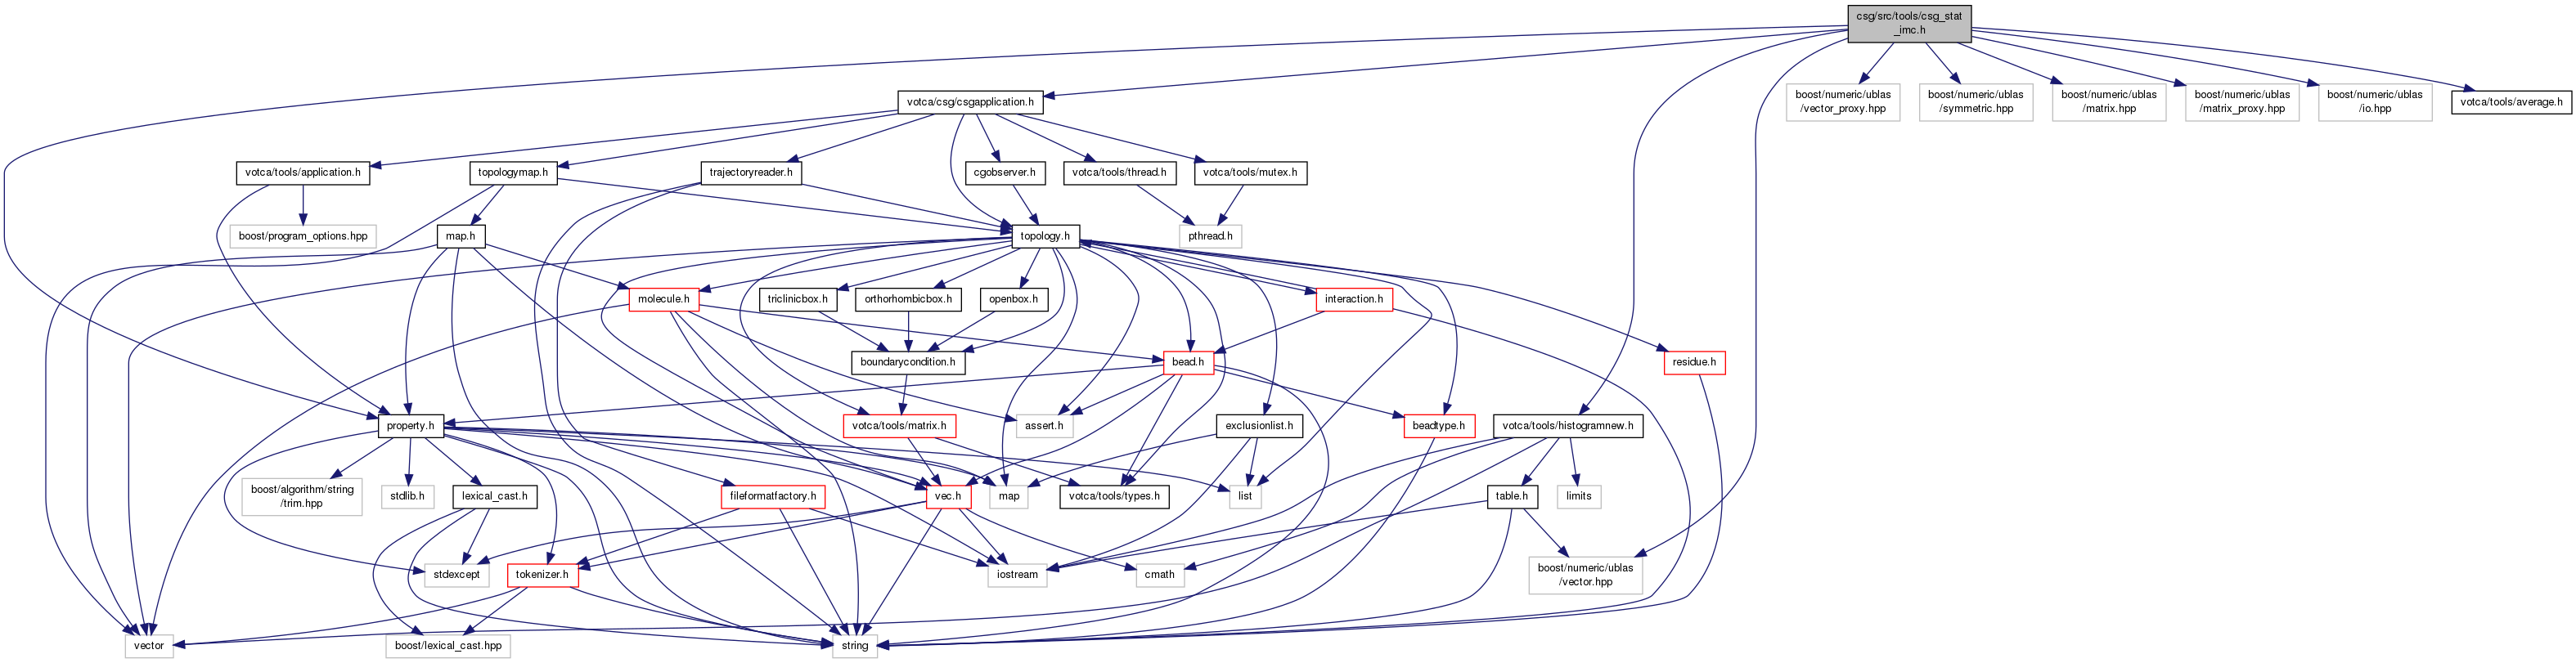 csg/src/tools/csg_stat
_imc.h
votca/csg/csgapplication.h
boost/numeric/ublas
/vector_proxy.hpp
boost/numeric/ublas
/symmetric.hpp
boost/numeric/ublas
/matrix.hpp
boost/numeric/ublas
/matrix_proxy.hpp
boost/numeric/ublas
/io.hpp
votca/tools/average.h
votca/tools/application.h
topologymap.h
trajectoryreader.h
cgobserver.h
votca/tools/thread.h
votca/tools/mutex.h
boost/program_options.hpp
map.h
topology.h
pthread.h
molecule.h
triclinicbox.h
orthorhombicbox.h
openbox.h
interaction.h
boundarycondition.h
bead.h
residue.h
property.h
votca/tools/matrix.h
assert.h
exclusionlist.h
beadtype.h
votca/tools/histogramnew.h
boost/algorithm/string
/trim.hpp
stdlib.h
lexical_cast.h
fileformatfactory.h
vec.h
map
votca/tools/types.h
list
table.h
limits
stdexcept
tokenizer.h
iostream
cmath
boost/numeric/ublas
/vector.hpp
vector
boost/lexical_cast.hpp
string